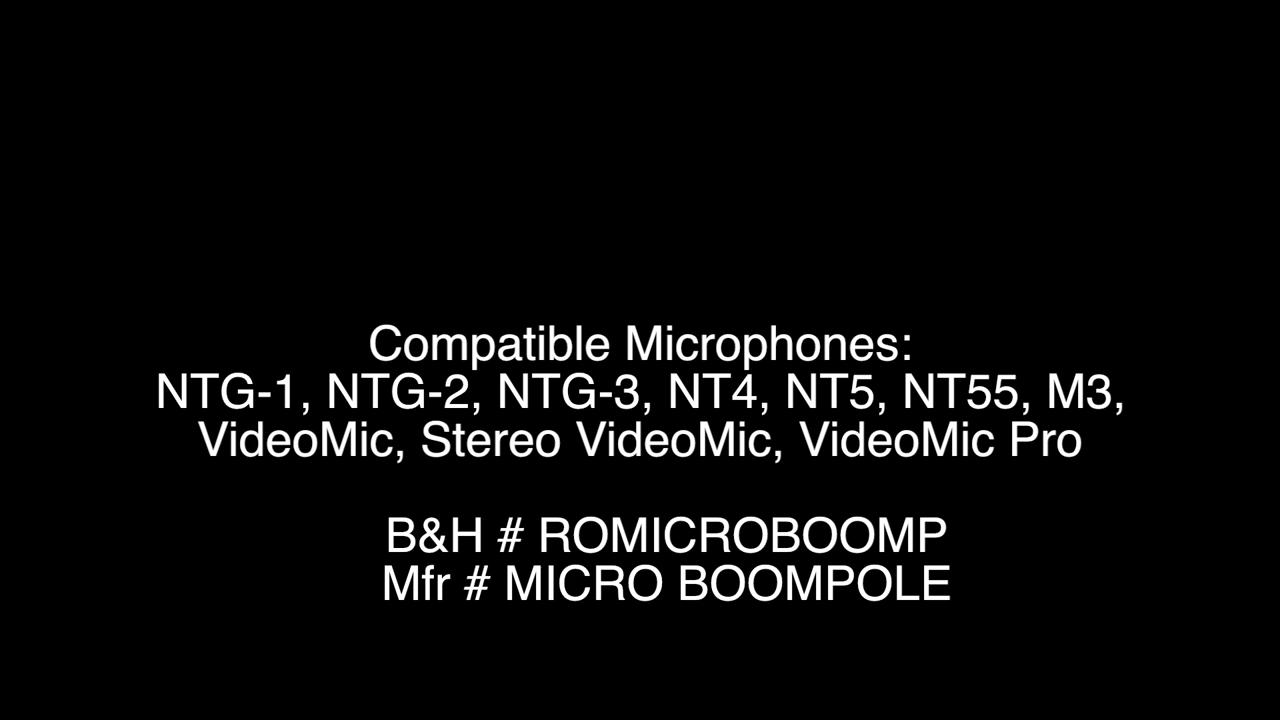 Compatible Microphones:
NTG-1, NTG-2, NTG-3, NT4, NT5, NT55, M3,
VideoMic, Stereo VideoMic, VideoMic Pro
B&H # ROMICROBOOMP
Mfr # MICRO BOOMPOLE